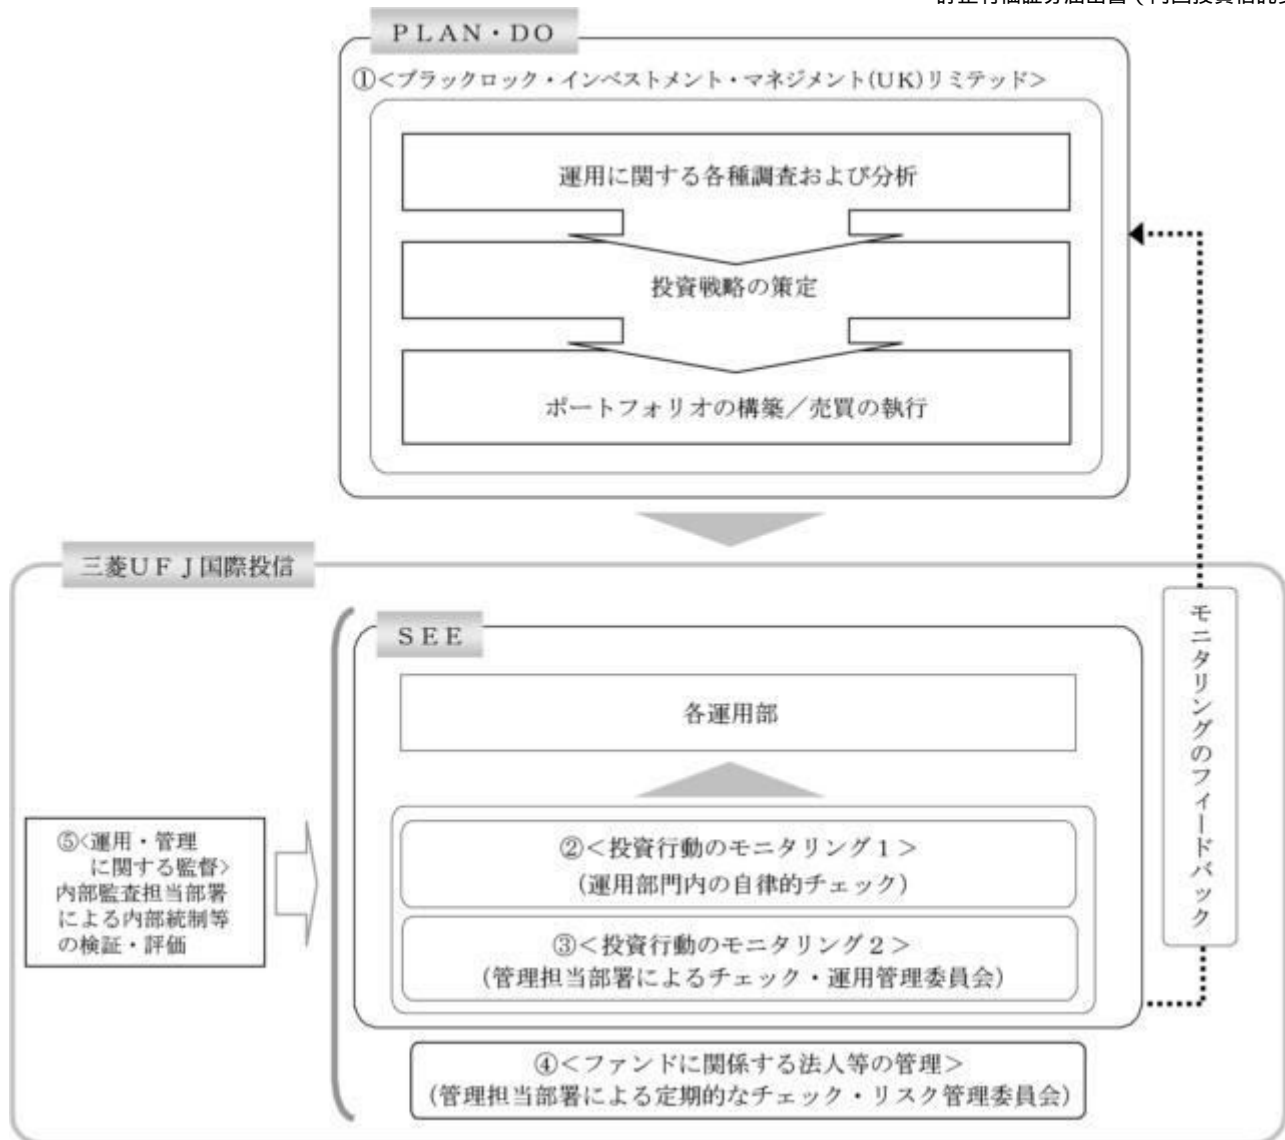 PLAN・DO
①<ブラックロック・インベストメント・マネジメント(UK)リミテッド>
運用に関する各種調査および分析
投資戦略の策定
ポートフォリオの構築／売買の執行
三菱UFJ国際投信
SEE
各運用部
②<投資行動のモニタリング1>
(運用部門内の自律的チェック)
③<投資行動のモニタリング2>
(管理担当部署によるチェック・運用管理委員会)
④<ファンドに関係する法人等の管理>
(管理担当部署による定期的なチェック・リスク管理委員会)
⑤<運用・管理
に関する監督>
内部監査担当部署
による内部統制等
の検証・評価
モニタリングのフィードバック